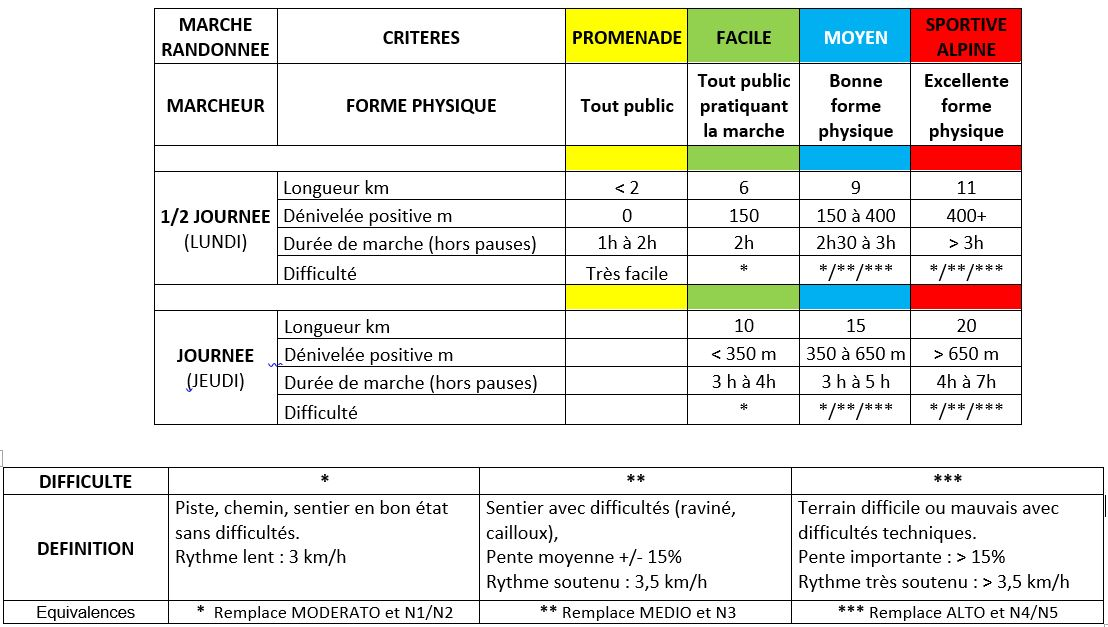 MARCHE RANDONNEE CRITERES PROMENADE FACILE MOYEN SPORTIVE ALPINE
MARCHEUR FORME PHYSIQUE Tout public Tout public pratiquant la marche Bonne forme physique Excellente forme physique
1/2 JOURNEE (LUNDI)
Longueur km < 2 6 9 11
Dénivelée positive m 0 150 150 à 400 400+
Durée de marche (hors pauses) 1h à 2h 2h 2h30 à 3h > 3h
Difficulté Très facile * */**/*** */**/***
JOURNEE (JEUDI)
Longueur km 10 15 20
Dénivelée positive m < 350 m 350 à 650 m > 650 m
Durée de marche (hors pauses) 3 h à 4h 3 h à 5 h 4h à 7h
Difficulté * */**/*** */**/***
DIFFICULTE * ** ***
DEFINITION
Piste, chemin, sentier en bon état
sans difficultés.
Rythme lent : 3 km/h
Sentier avec difficultés (raviné,
cailloux),
Pente moyenne +/- 15%
Rythme soutenu : 3,5 km/h
Terrain difficile ou mauvais avec
difficultés techniques.
Pente importante : > 15%
Rythme très soutenu : > 3,5 km/h
Equivalences * Remplace MODERATO et N1/N2 ** Remplace MEDIO et N3 *** Remplace ALTO et N4/N5